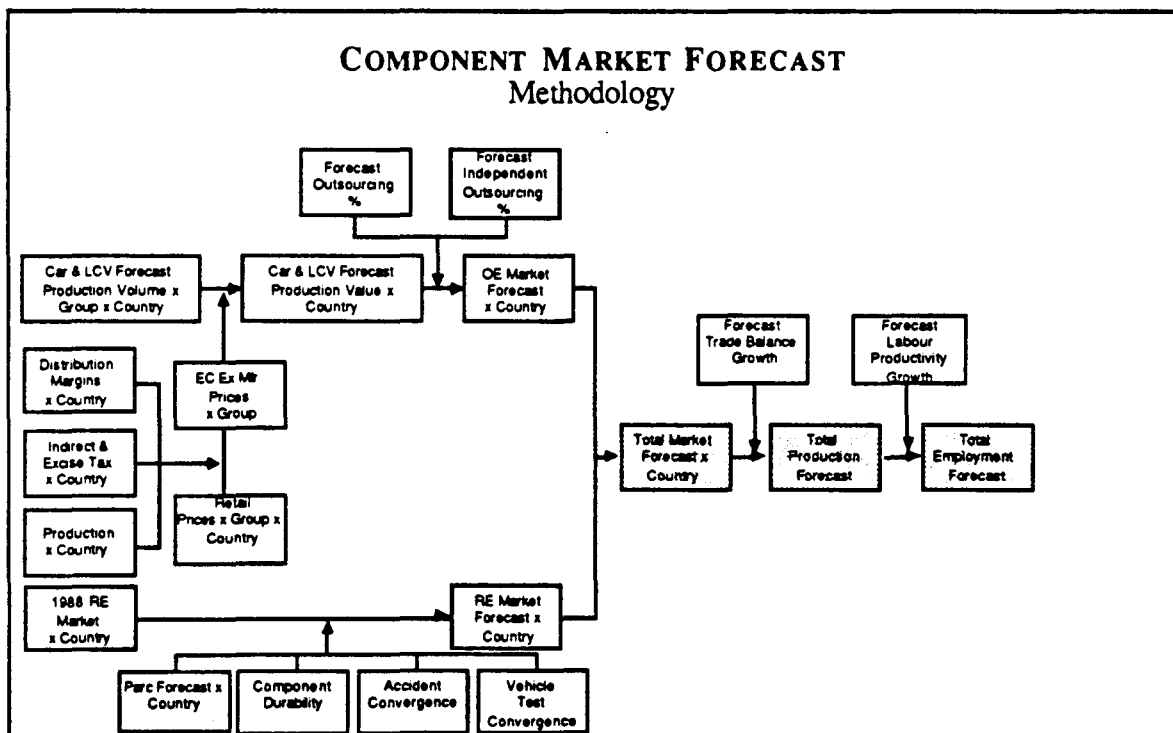 COMPONENT MARKET FORECAST
Methodology
Forecast
Outsourcing
%
Forecast
Independent
Outsourcing
%
Car & LCV Forecast
Production Volume x
Group x Country
Car & LCV Forecast
Production Value x
Country
OE Market
Forecast
x Country
Distribution
Margins
x Country
EC Ex Mfr
Prices
x Group
Forecast
Trade Balance
Growth
Forecast
Labour
Productivity
Growth
Indirect &
Excise Tax
x Country
Total Market
Forecast x
Country
Total
Production
Forecast
Total
Employment
Forecast
Retail
Prices x Group x
Country
Production
x Country
1988 RE
Market
x Country
RE Market
Forecast x
Country
Parc Forecast x
Country
Component
Durability
Accident
Convergence
Vehicle
Test
Convergence